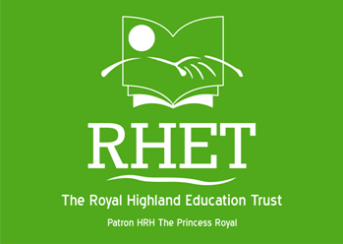 RHET
The Royal Highland Education Trust
Patron HRH The Princess Royal